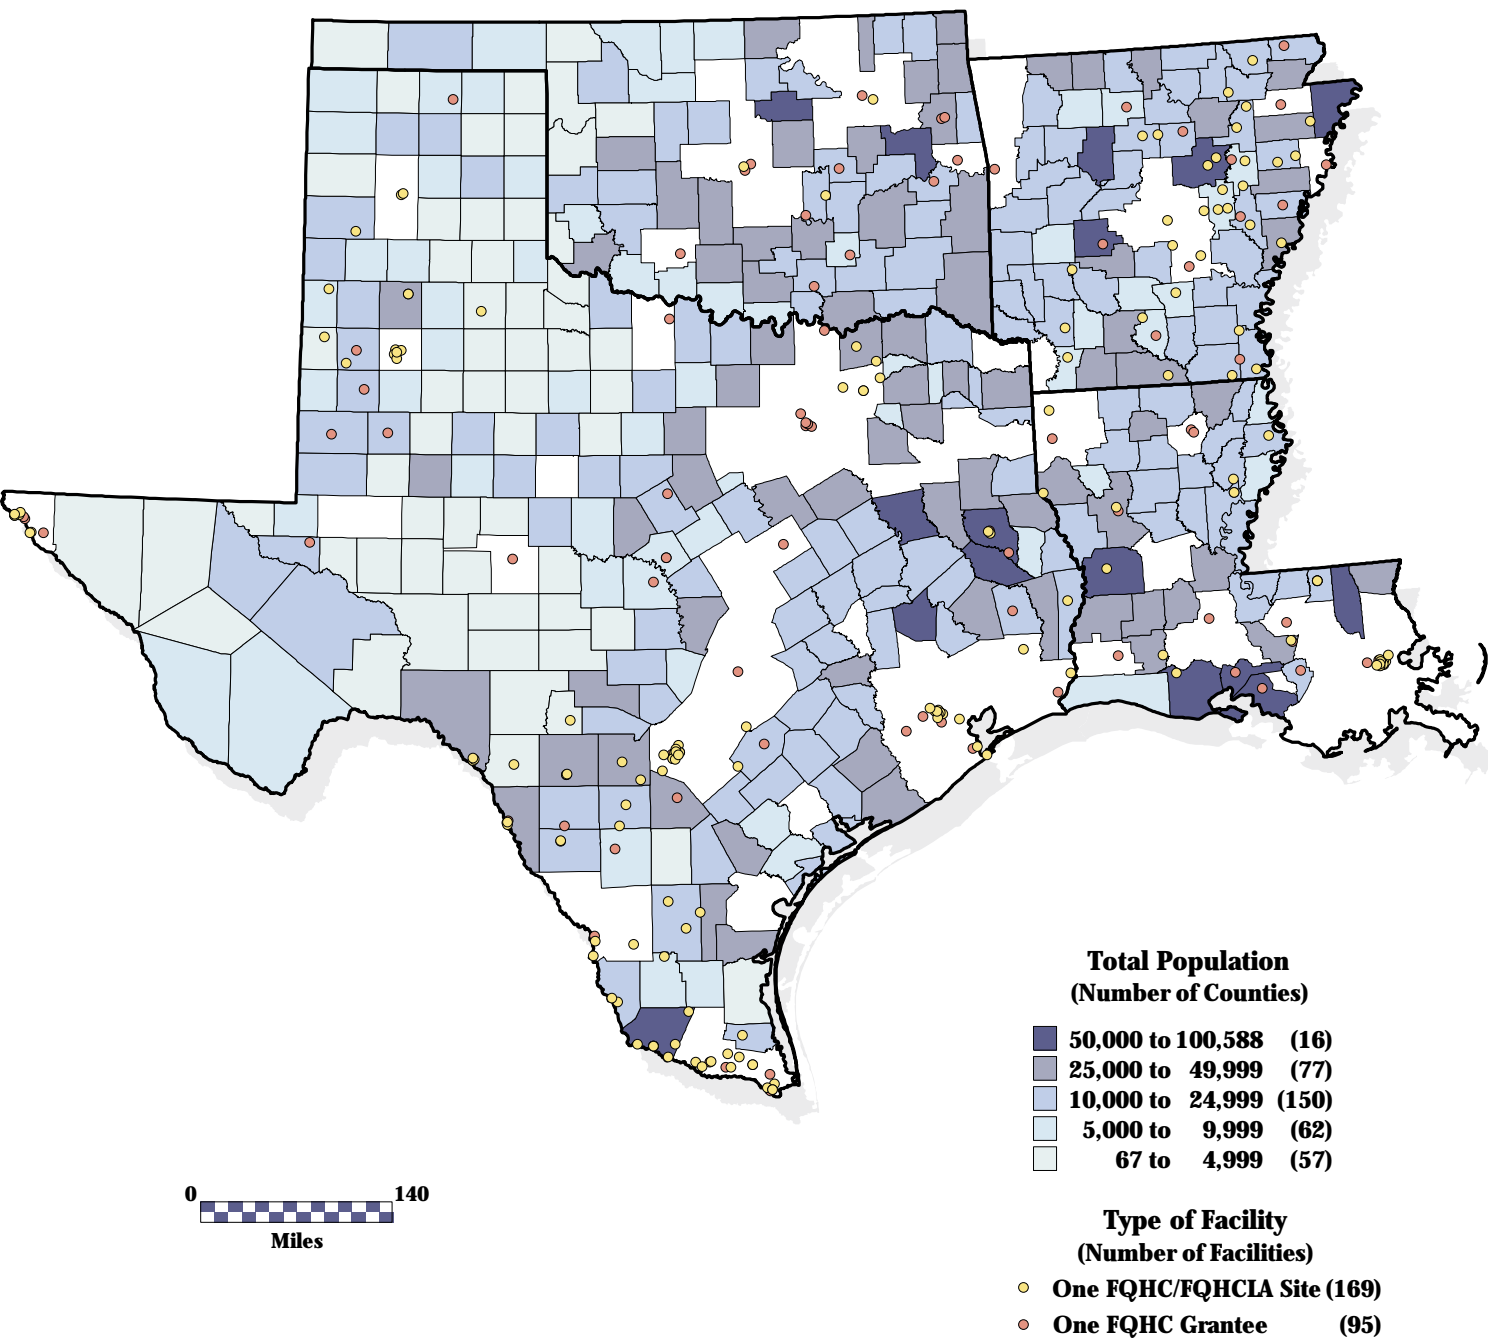 Total Population
(Number of Counties)
50,000 to 100,588 (16)
25,000 to 49,999 (77)
10,000 to 24,999 (150)
5,000 to 9,999 (62)
67 to 4,999 (57)
0 140
Miles
Type of Facility
(Number of Facilities)
One FQHC/FQHCLA Site (169)
One FQHC Grantee (95)